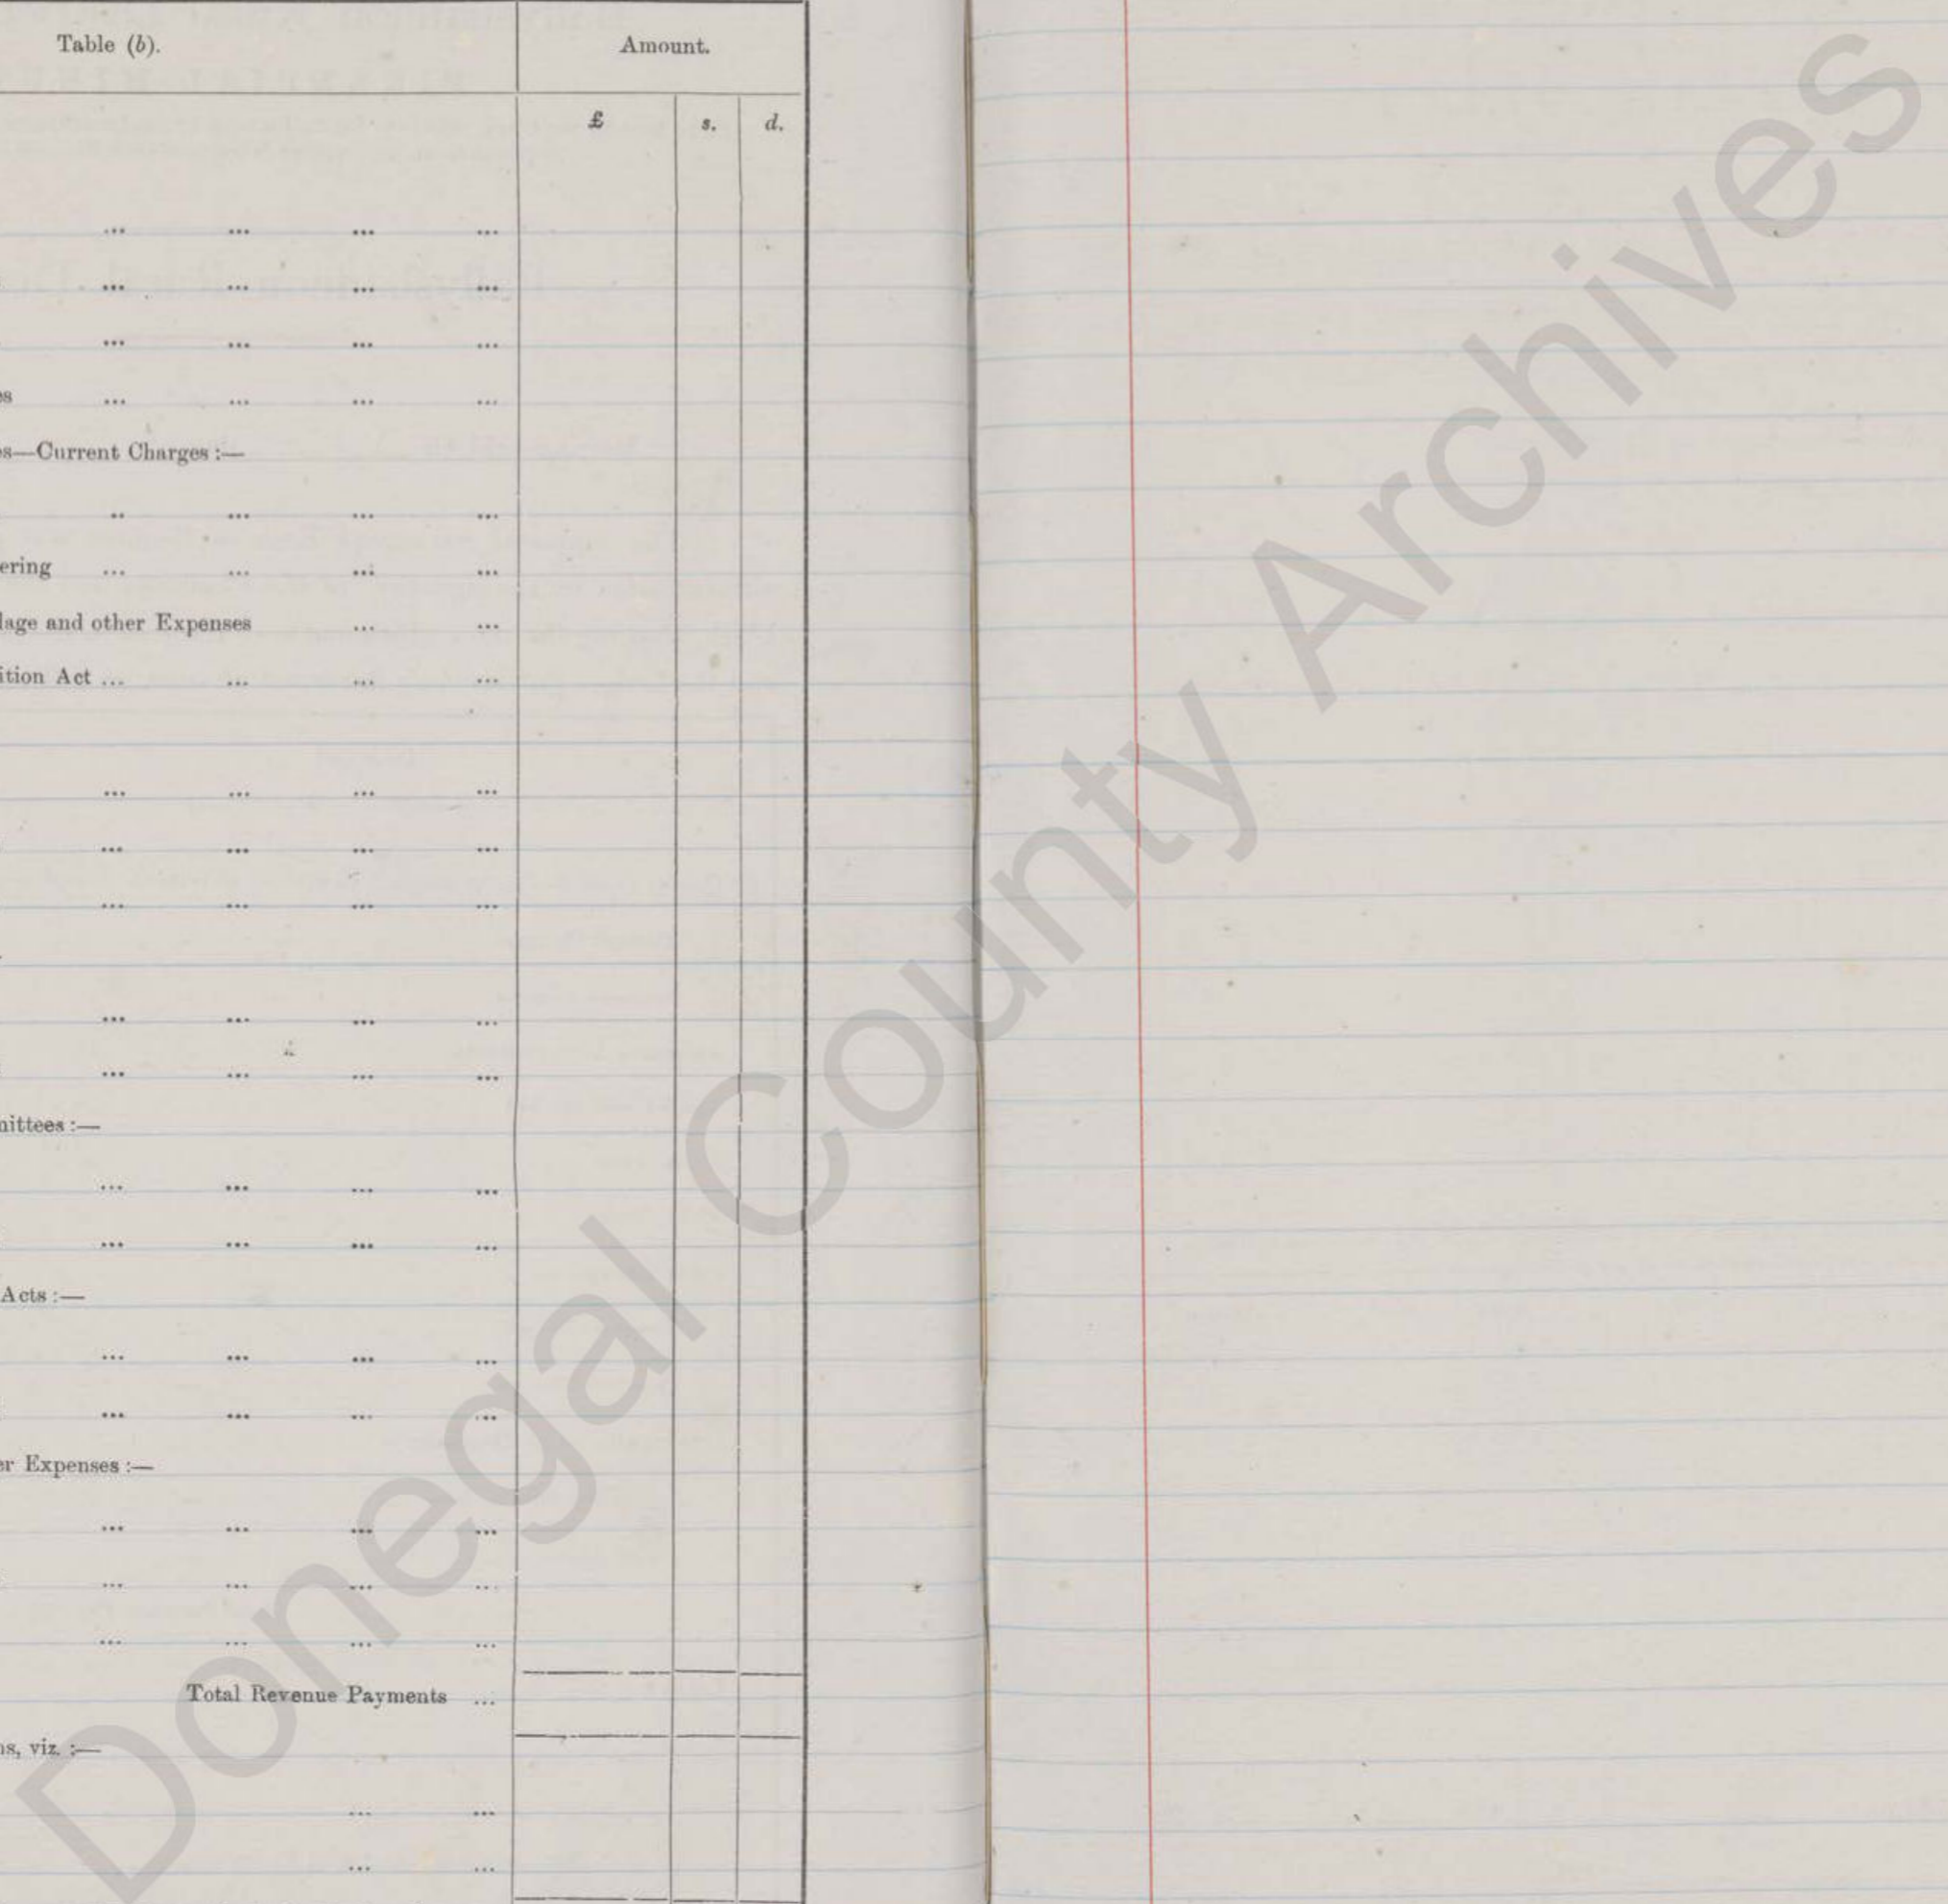 Table (b). Amount.
£ s. d.
... ... ... ...
... ... ... ...
... ... ... ...
es ... ... ... ...
es—Current Charges :—
.. ... ... ...
ering ... ... ... ...
lage and other Expenses ... ...
ition Act ... ... ... ...
... ... ... ...
... ... ... ...
... ... ... ...
... ... ... ...
... ... ... ...
mittees :—
... ... ... ...
... ... ... ...
Acts :—
... ... ... ...
... ... ... ...
er Expenses :—
... ... ... ...
... ... ... ...
... ... ... ...
Total Revenue Payments ...
ns, viz. :—
... ...
... ...
Donegal County Archives